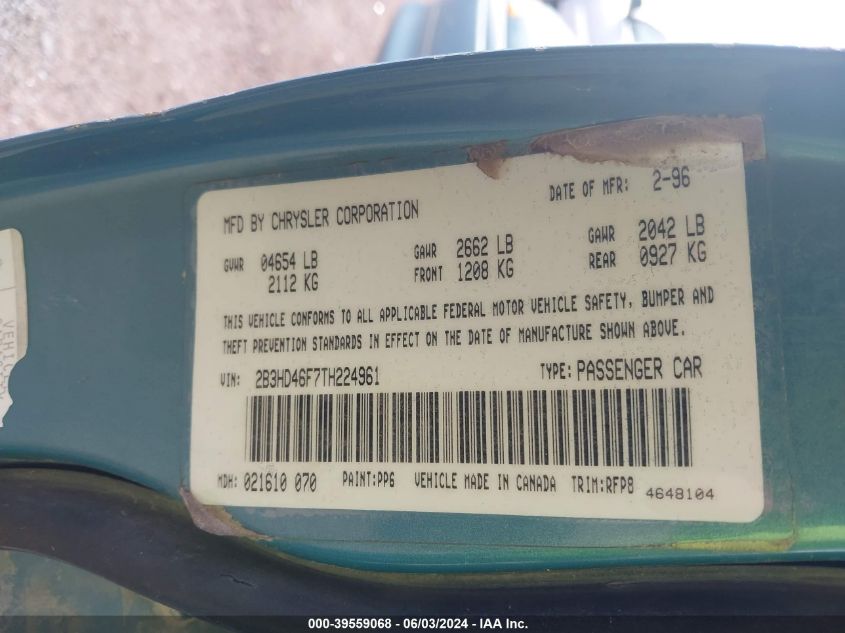 MFD BY CHRYSLER CORPORATION
DATE OF MFR: 2-96
GVWR 04654 LB
2112 KG
GAWR 2662 LB
FRONT 1208 KG
GAWR 2042 LB
REAR 0927 KG
THIS VEHICLE CONFORMS TO ALL APPLICABLE FEDERAL MOTOR VEHICLE SAFETY, BUMPER AND
THEFT PREVENTION STANDARDS IN EFFECT ON THE DATE OF MANUFACTURE SHOWN ABOVE.
VIN: 2B3HD46F7TH224961 TYPE: PASSENGER CAR
MDH: 021610 070 PAINT:PPG VEHICLE MADE IN CANADA TRIM:RFP8 4648104
000-39559068 - 06/03/2024 - IAA Inc.